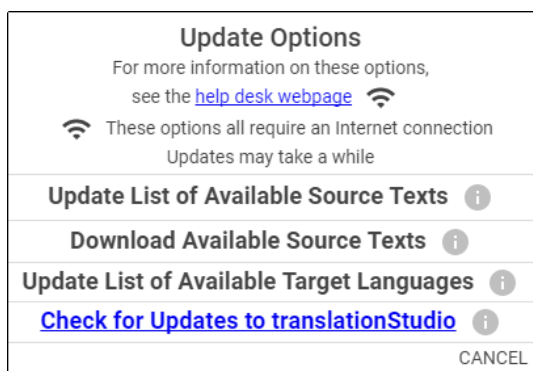 Update Options
For more information on these options,
see the help desk webpage
These options all require an Internet connection
Updates may take a while
Update List of Available Source Texts
Download Available Source Texts
Update List of Available Target Languages
Check for Updates to translationStudio
CANCEL